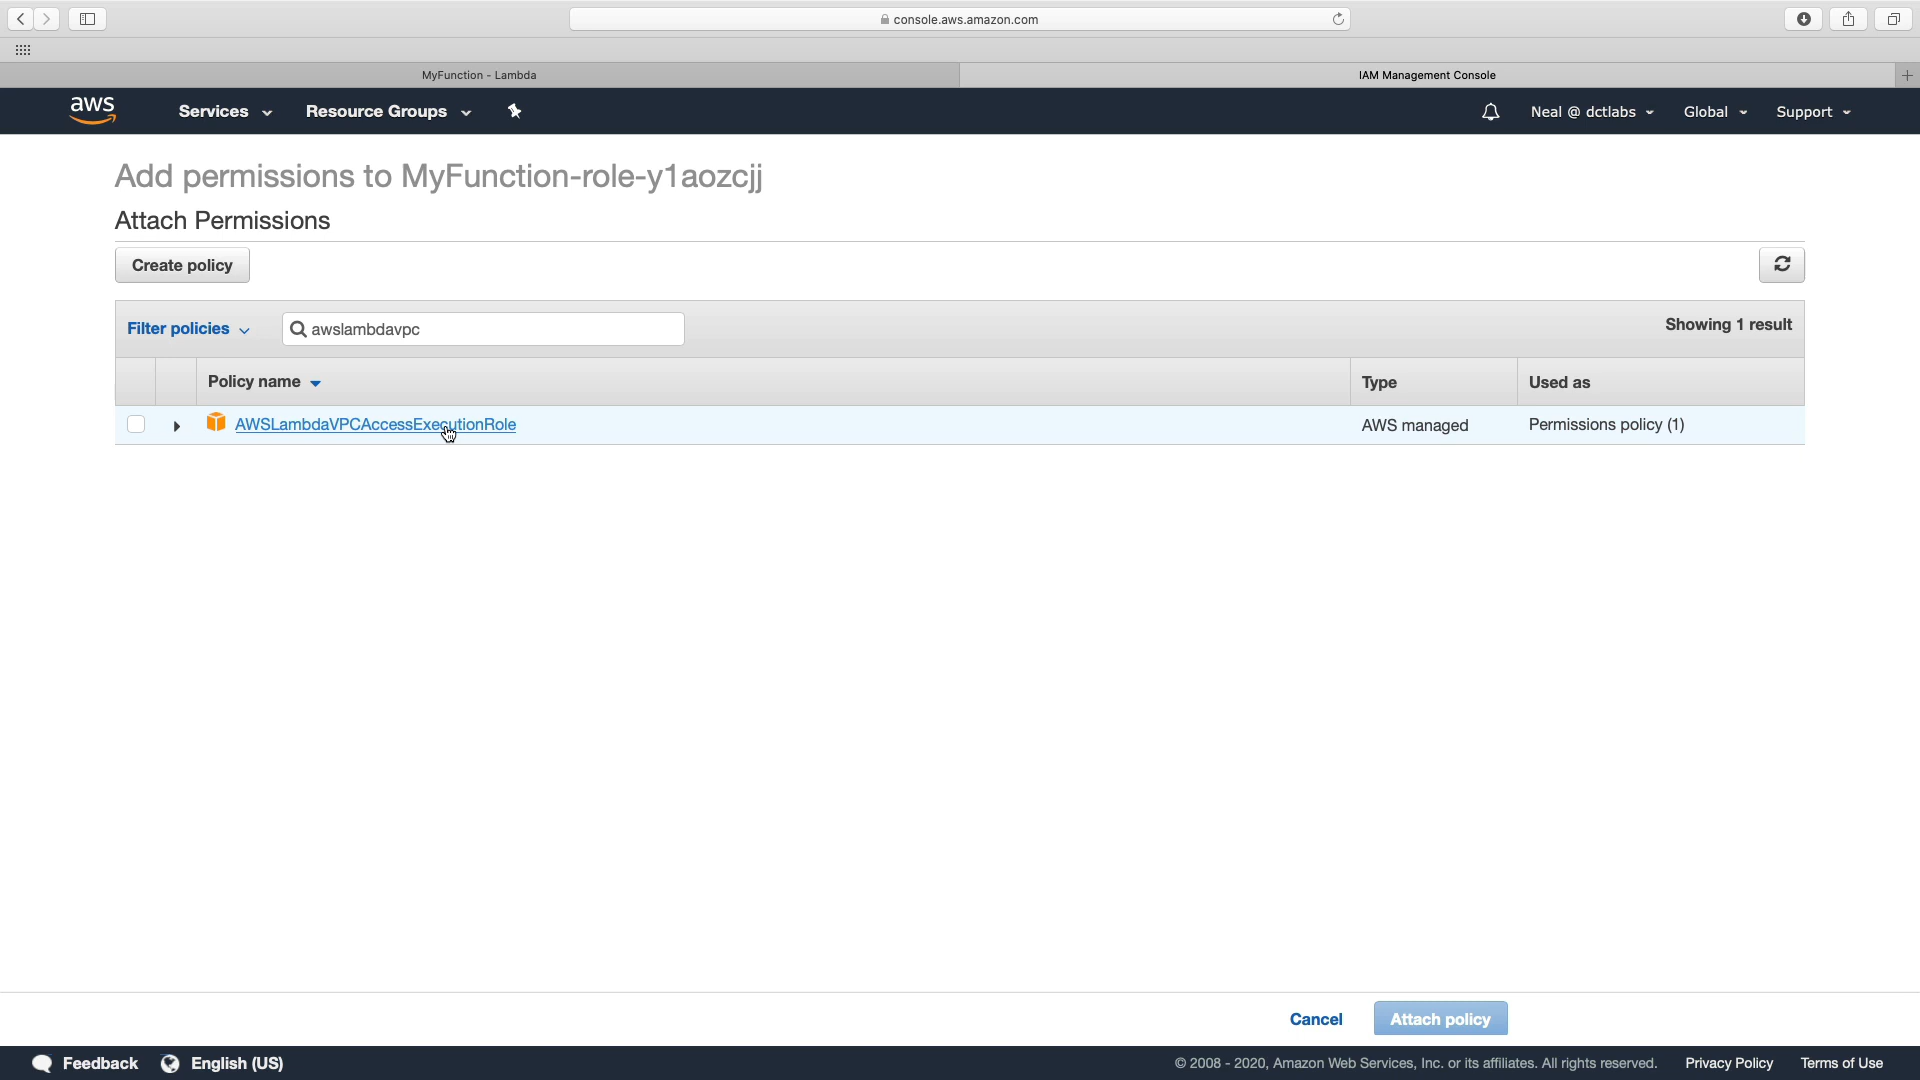 console.aws.amazon.com
MyFunction - Lambda
IAM Management Console
aws
Services
Resource Groups
Neal @ dctlabs
Global
Support
Add permissions to MyFunction-role-y1aozcjj
Attach Permissions
Create policy
Filter policies
awslambdavpc
Showing 1 result
Policy name
Type
Used as
AWSLambdaVPCAccessExecutionRole
AWS managed
Permissions policy (1)
Cancel
Attach policy
Feedback
English (US)
© 2008 - 2020, Amazon Web Services, Inc. or its affiliates. All rights reserved.
Privacy Policy
Terms of Use